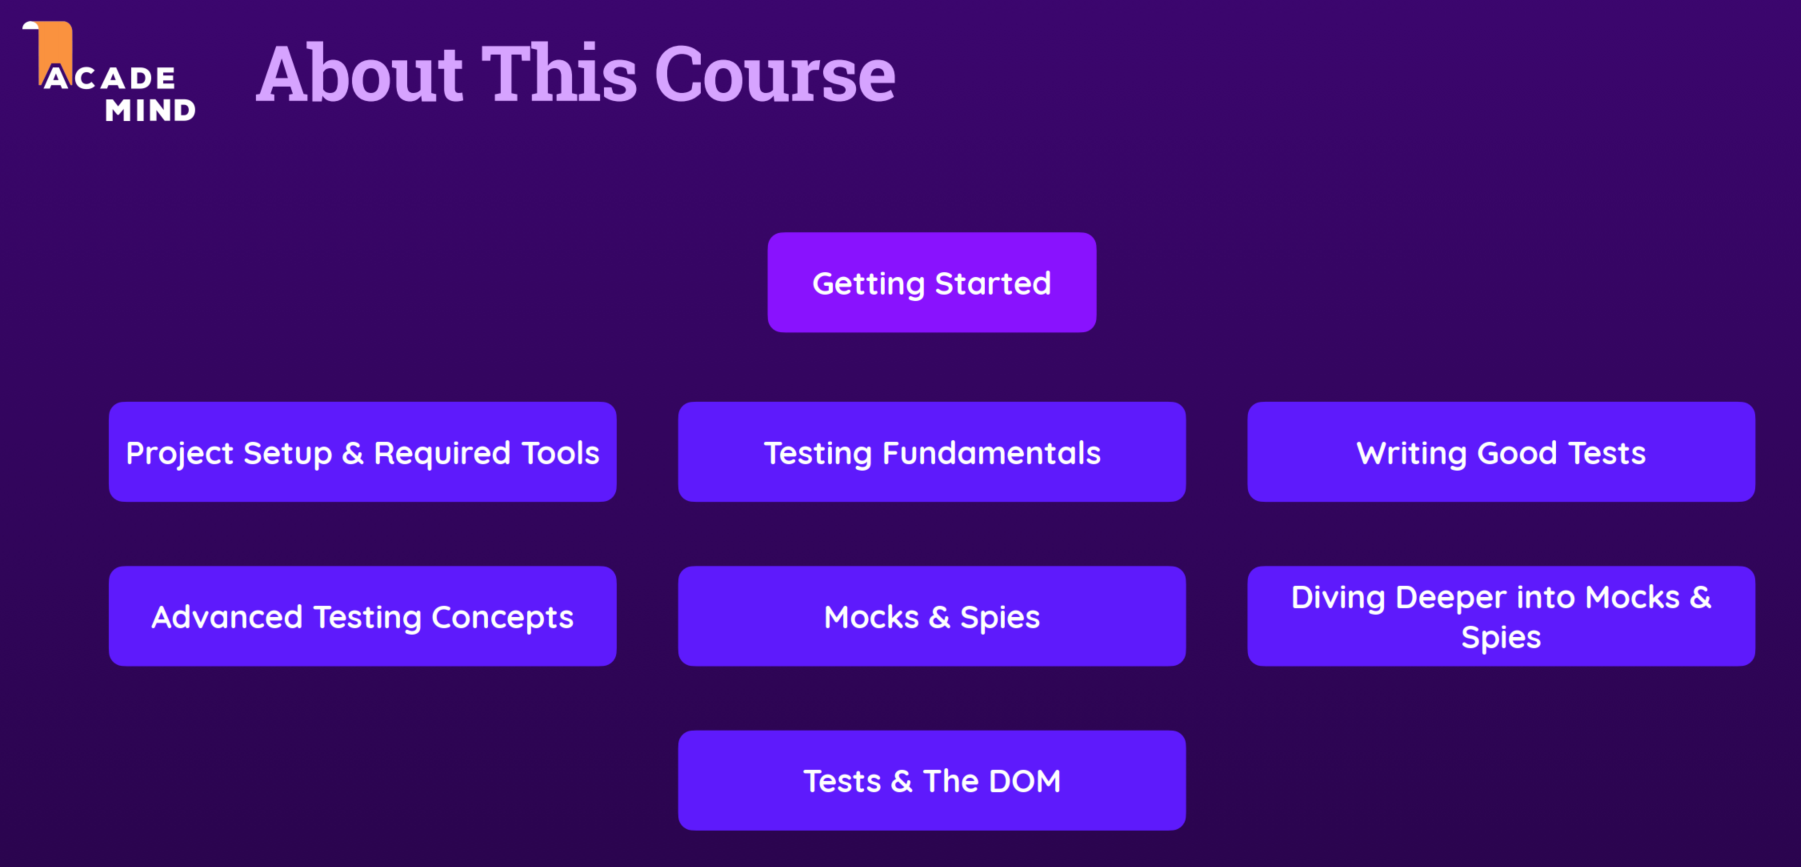 ACADE
MIND
About This Course
Getting Started
Project Setup & Required Tools
Testing Fundamentals
Writing Good Tests
Advanced Testing Concepts
Mocks & Spies
Diving Deeper into Mocks &
Spies
Tests & The DOM